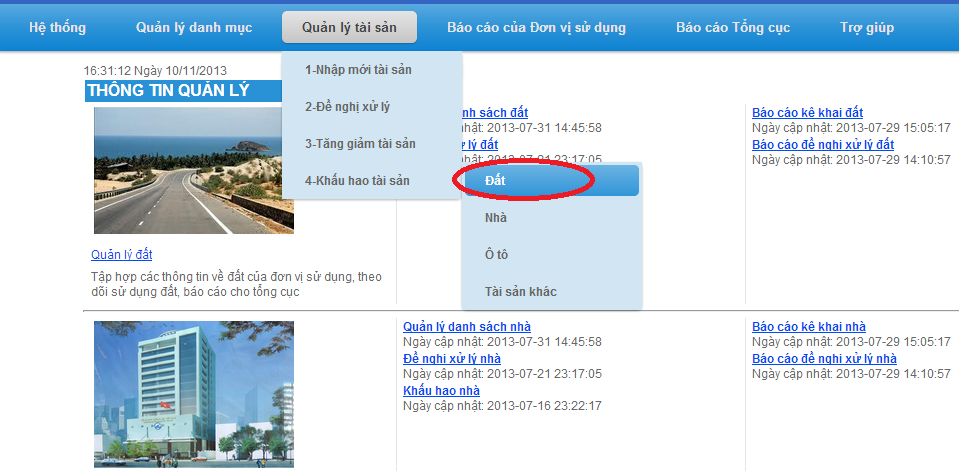 Hệ thống Quản lý danh mục Quản lý tài sản Báo cáo của Đơn vị sử dụng Báo cáo Tổng cục Trợ giúp
16:31:12 Ngày 10/11/2013
THÔNG TIN QUẢN LÝ
1-Nhập mới tài sản
2-Đề nghị xử lý
3-Tăng giảm tài sản
4-Khấu hao tài sản
Đất
Nhà
Ô tô
Tài sản khác
sách đất
Ngày cập nhật: 2013-07-31 14:45:58
lý đất
cập nhật: 2013-07-21 23:17:05
Báo cáo kê khai đất
Ngày cập nhật: 2013-07-29 15:05:17
Báo cáo đề nghị xử lý đất
Ngày cập nhật: 2013-07-29 14:10:57
Quản lý đất
Tập hợp các thông tin về đất của đơn vị sử dụng, theo
dõi sử dụng đất, báo cáo cho tổng cục
Quản lý danh sách nhà
Ngày cập nhật: 2013-07-31 14:45:58
Đề nghị xử lý nhà
Ngày cập nhật: 2013-07-21 23:17:05
Khấu hao nhà
Ngày cập nhật: 2013-07-16 23:22:17
Báo cáo kê khai nhà
Ngày cập nhật: 2013-07-29 15:05:17
Báo cáo đề nghị xử lý nhà
Ngày cập nhật: 2013-07-29 14:10:57